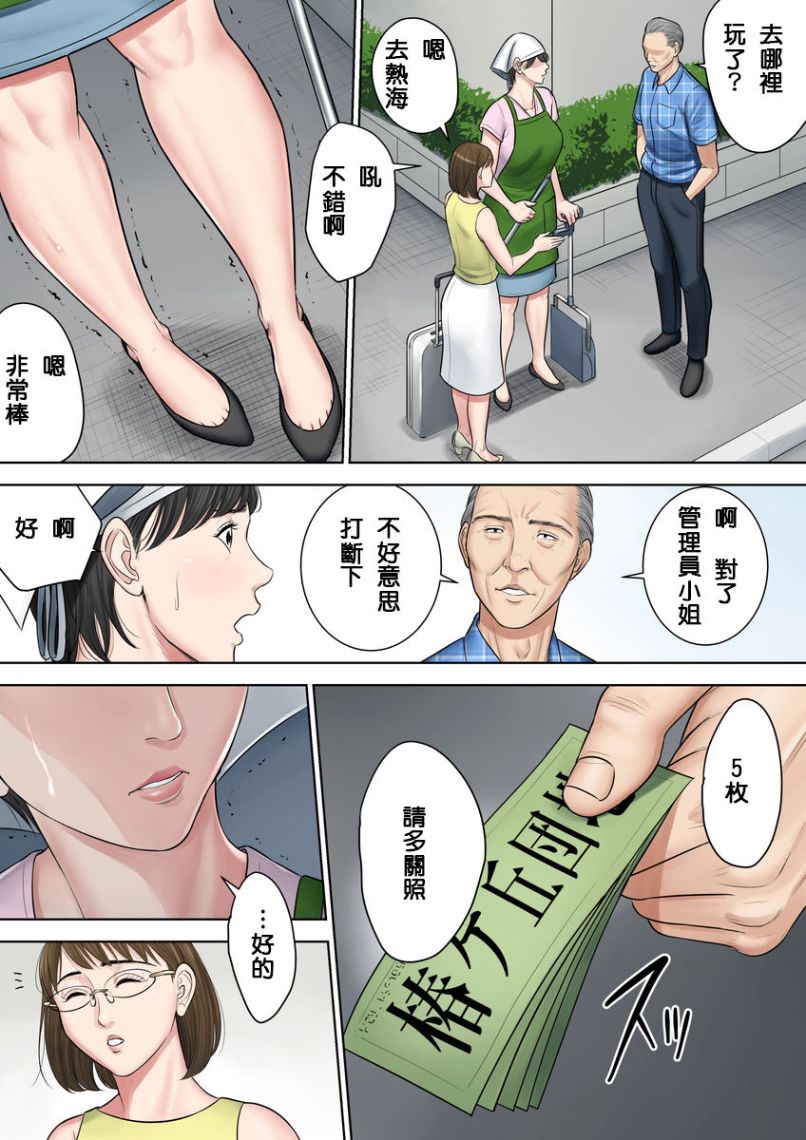 去哪裡
玩了？
嗯
去熱海
吼
不錯啊
嗯
非常棒
啊 對了
管理員小姐
不好意思
打斷下
啊
好
5枚
請多關照
椿ケ丘団地
スッ
…好的